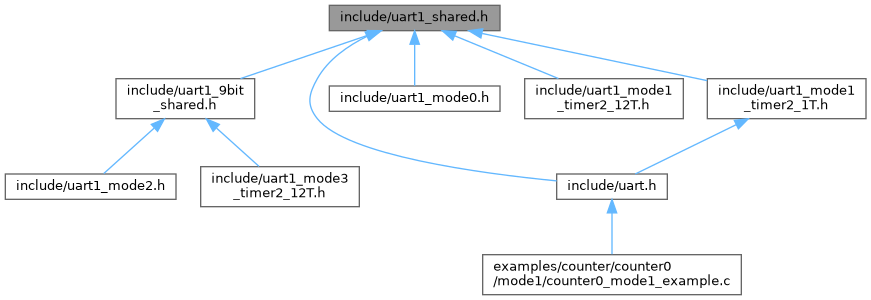 include/uart1_shared.h
include/uart1_9bit
_shared.h
include/uart1_mode0.h
include/uart1_mode1
_timer2_12T.h
include/uart1_mode1
_timer2_1T.h
include/uart1_mode2.h
include/uart1_mode3
_timer2_12T.h
include/uart.h
examples/counter/counter0
/mode1/counter0_mode1_example.c